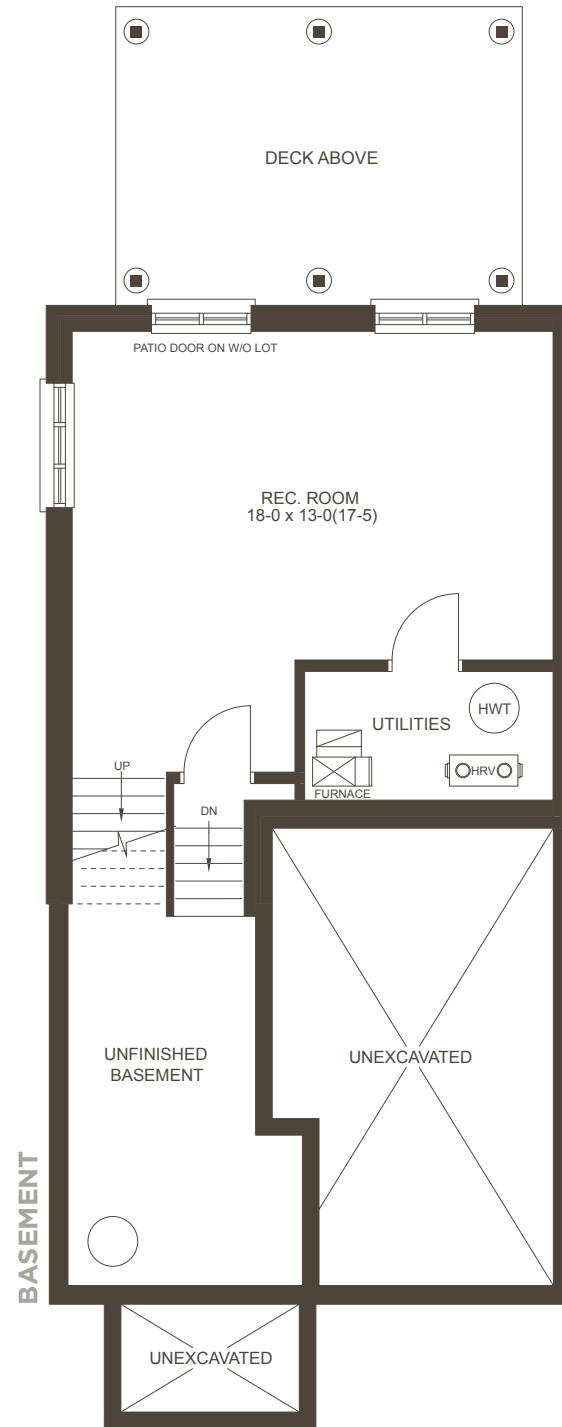 DECK ABOVE
PATIO DOOR ON W/O LOT
REC. ROOM
18-0 x 13-0(17-5)
UTILITIES
HWT
HRV
FURNACE
UP
DN
UNFINISHED
BASEMENT
UNEXCAVATED
BASEMENT
UNEXCAVATED